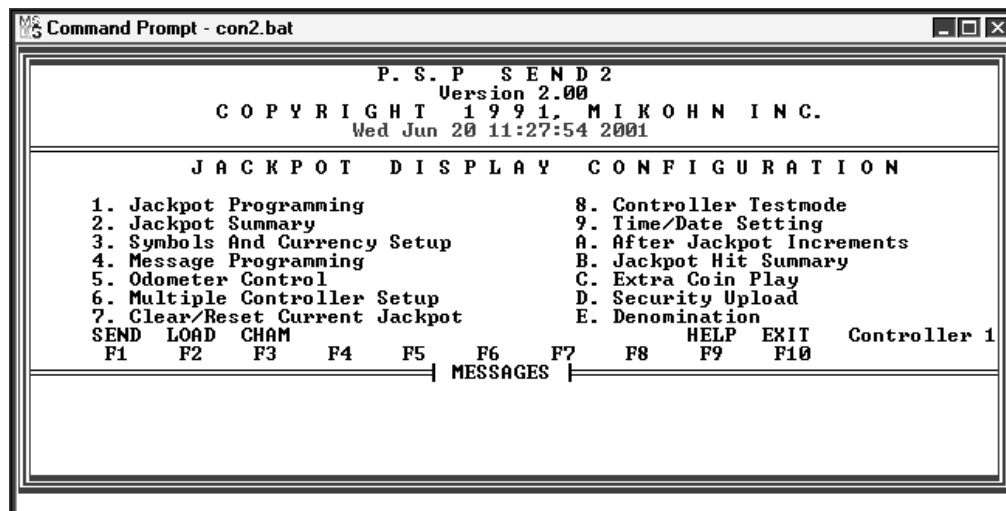 Command Prompt - con2.bat
P. S. P  S E N D 2
Version 2.00
C O P Y R I G H T  1 9 9 1,  M I K O H N  I N C.
Wed Jun 20 11:27:54 2001
J A C K P O T  D I S P L A Y  C O N F I G U R A T I O N
1. Jackpot Programming
2. Jackpot Summary
3. Symbols And Currency Setup
4. Message Programming
5. Odometer Control
6. Multiple Controller Setup
7. Clear/Reset Current Jackpot
8. Controller Testmode
9. Time/Date Setting
A. After Jackpot Increments
B. Jackpot Hit Summary
C. Extra Coin Play
D. Security Upload
E. Denomination
SEND LOAD CHAM HELP EXIT Controller 1
F1 F2 F3 F4 F5 F6 F7 F8 F9 F10
MESSAGES